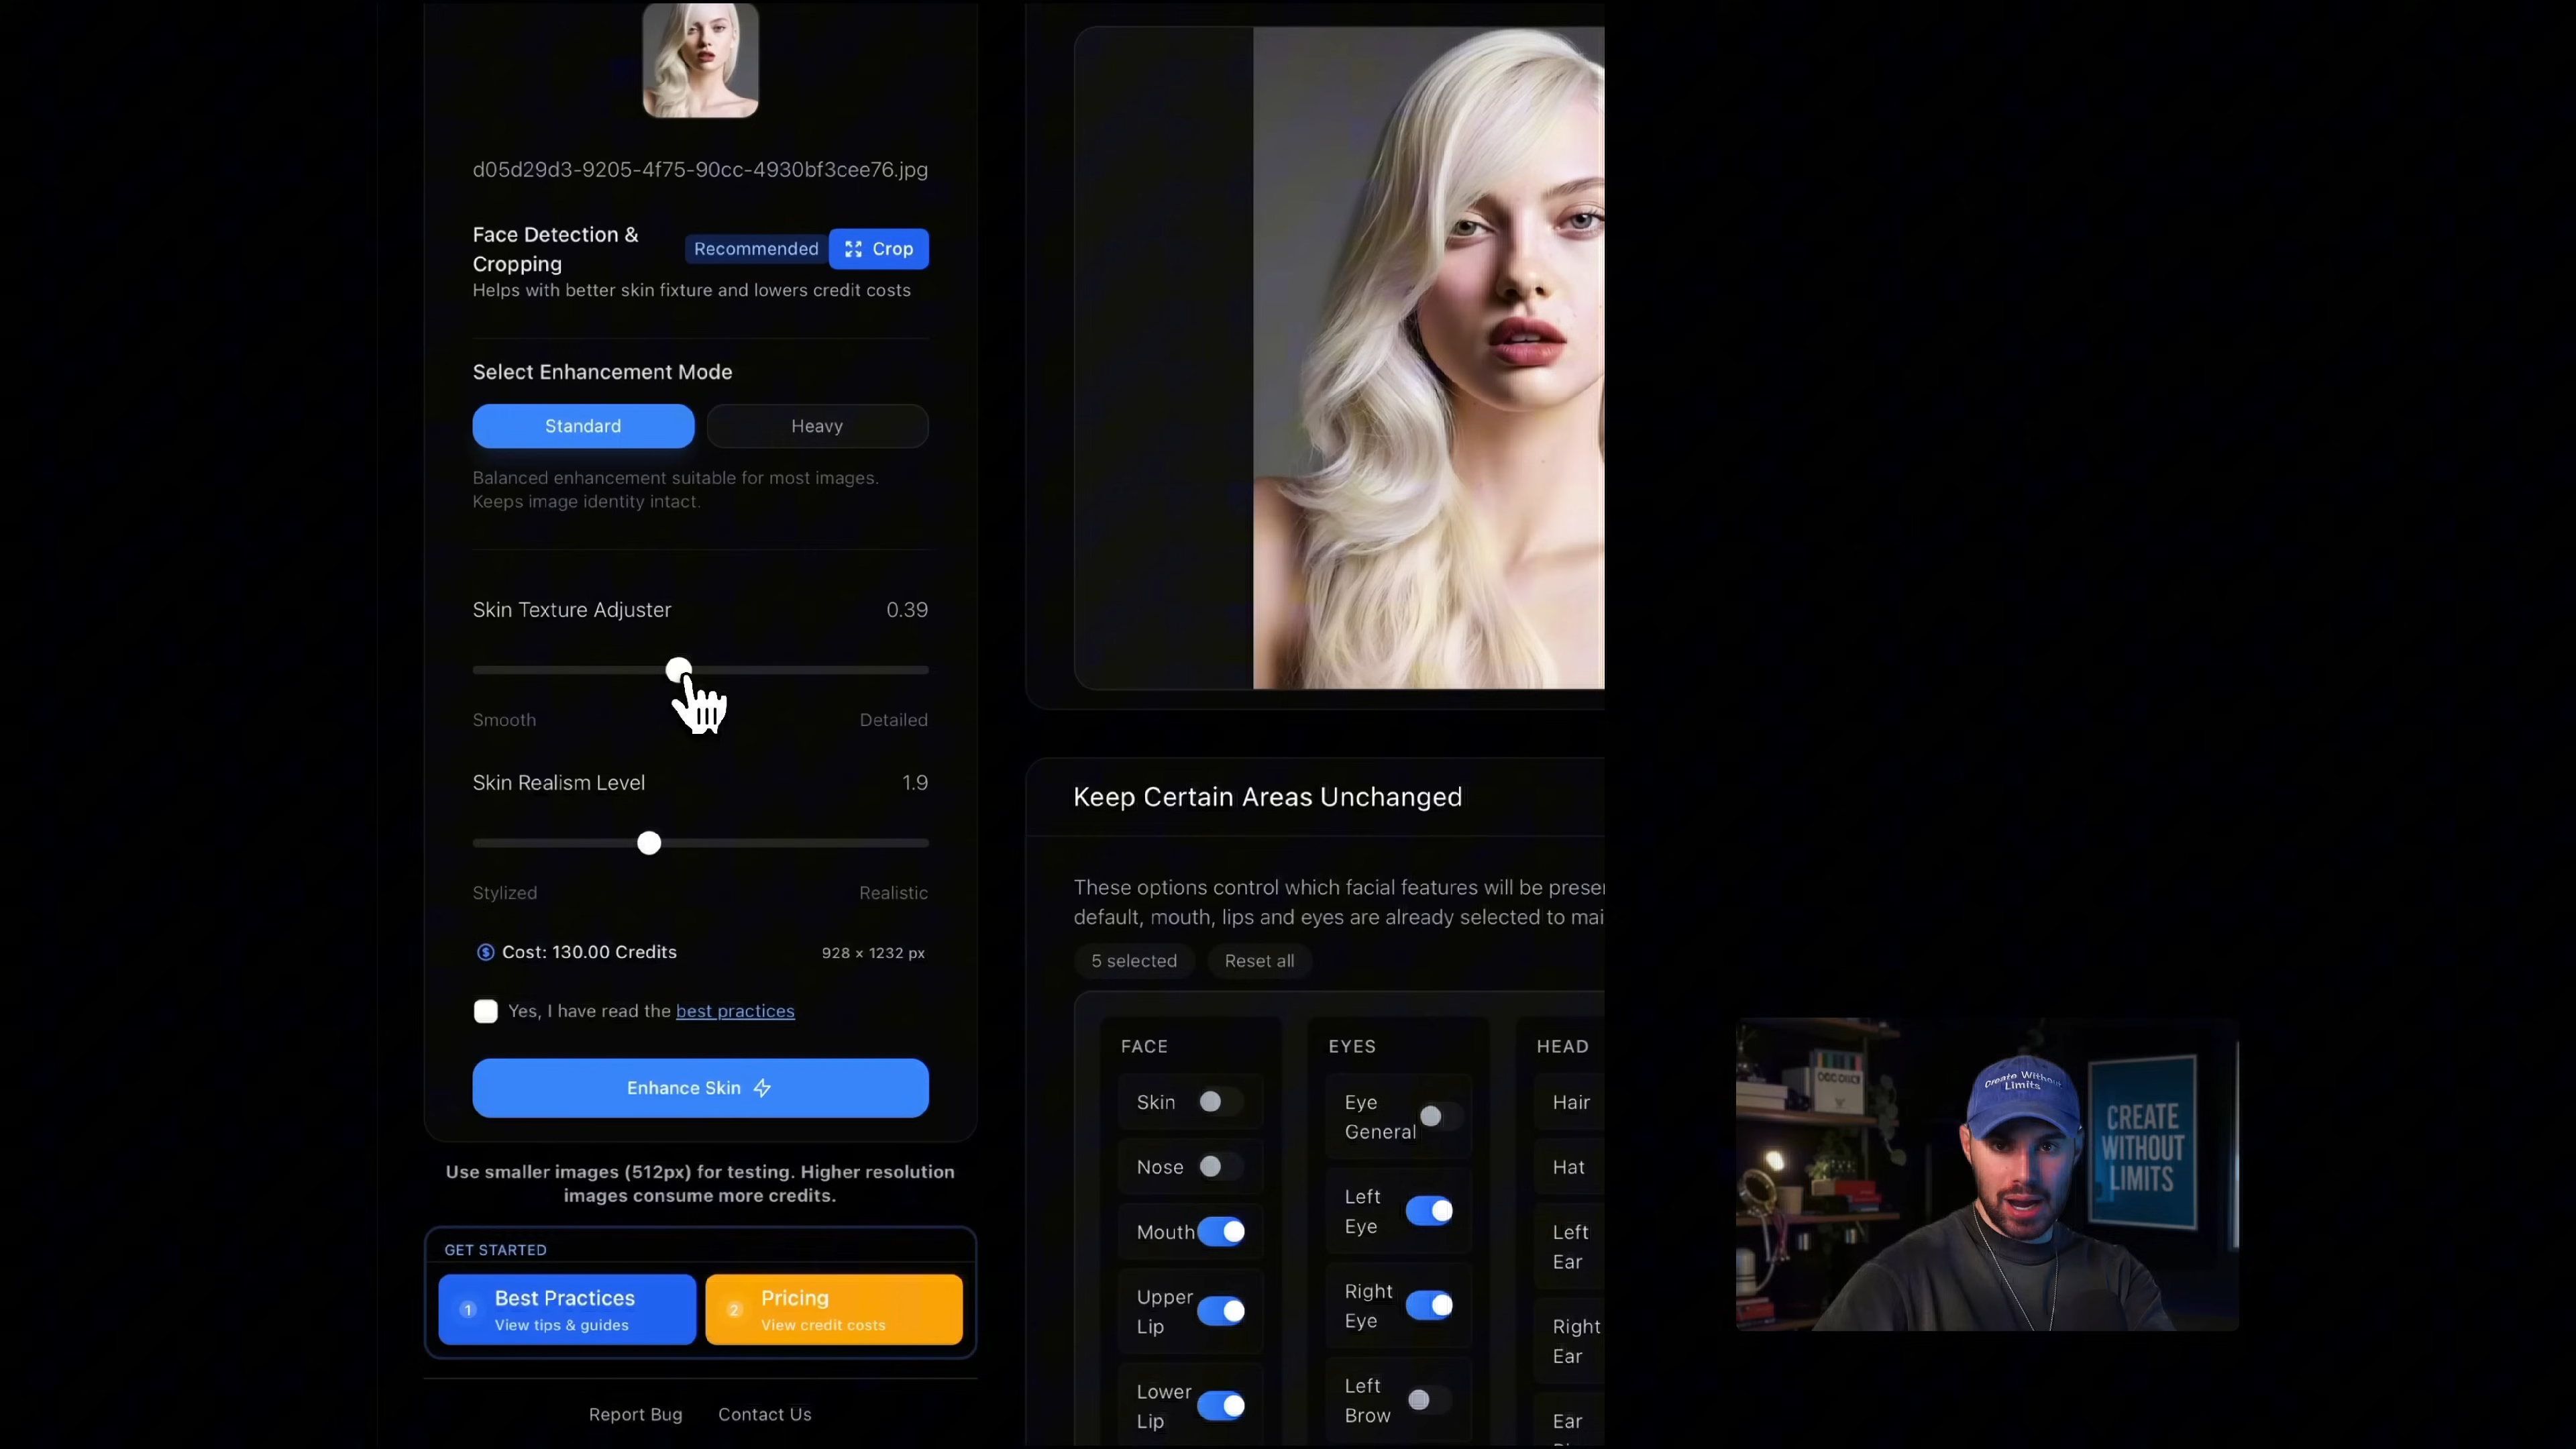 d05d29d3-9205-4f75-90cc-4930bf3cee76.jpg
Face Detection &
Cropping
Recommended
Crop
Helps with better skin fixture and lowers credit costs
Select Enhancement Mode
Standard
Heavy
Balanced enhancement suitable for most images.
Keeps image identity intact.
Skin Texture Adjuster
0.39
Smooth
Detailed
Skin Realism Level
1.9
Stylized
Realistic
Cost: 130.00 Credits
928 × 1232 px
Yes, I have read the best practices
Enhance Skin
Use smaller images (512px) for testing. Higher resolution
images consume more credits.
GET STARTED
1
Best Practices
View tips & guides
2
Pricing
View credit costs
Report Bug
Contact Us
Keep Certain Areas Unchanged
These options control which facial features will be prese
default, mouth, lips and eyes are already selected to mai
5 selected
Reset all
FACE
Skin
Nose
Mouth
Upper
Lip
Lower
Lip
EYES
Eye
General
Left
Eye
Right
Eye
Left
Brow
HEAD
Hair
Hat
Left
Ear
Right
Ear
Ear
Create Without
Limits
CREATE
WITHOUT
LIMITS